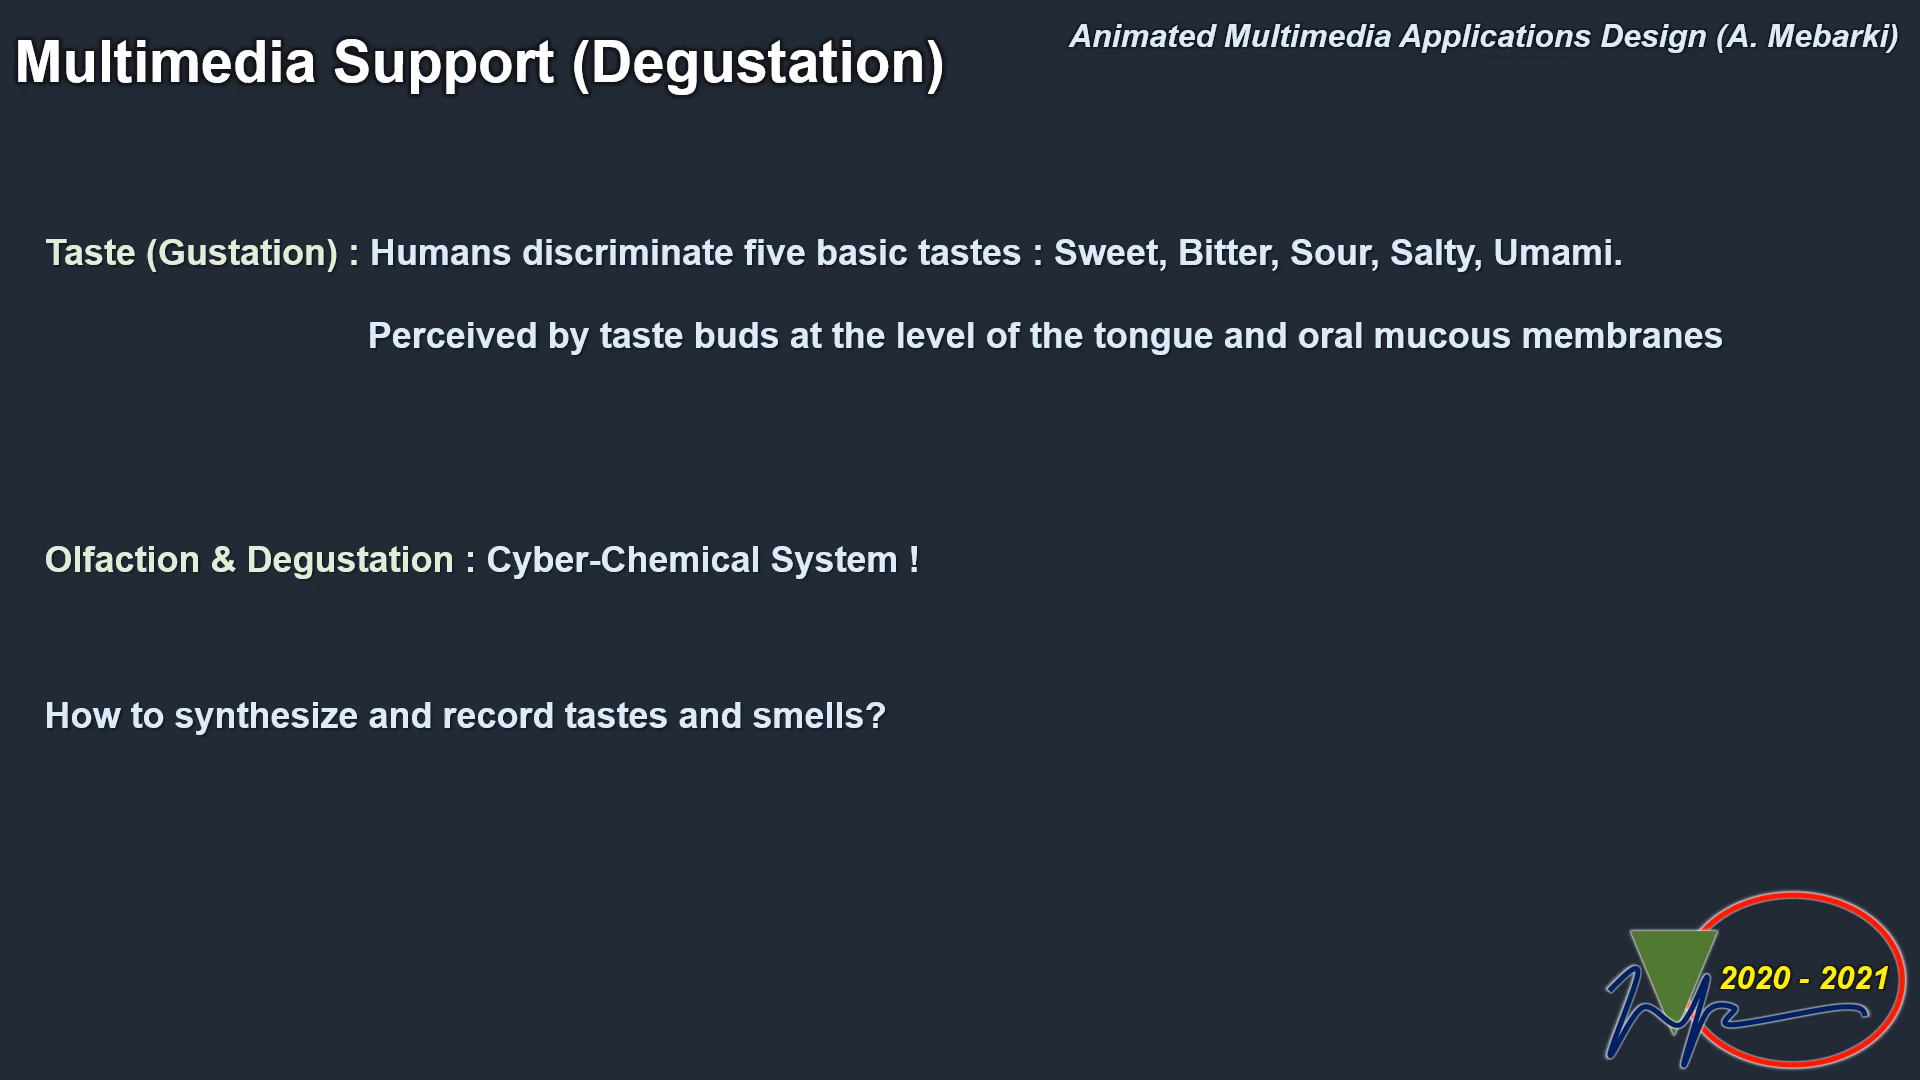 Multimedia Support (Degustation)
Animated Multimedia Applications Design (A. Mebarki)
Taste (Gustation) : Humans discriminate five basic tastes : Sweet, Bitter, Sour, Salty, Umami.
Perceived by taste buds at the level of the tongue and oral mucous membranes
Olfaction & Degustation : Cyber-Chemical System !
How to synthesize and record tastes and smells?
2020 - 2021